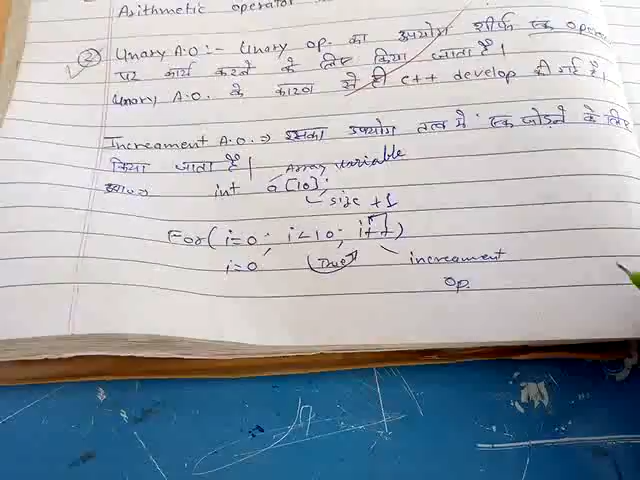 Arithmetic operator
② Unary A.O :- Unary op. का उपयोग शीर्फ एक Operand
पर कार्य करने के लिए किया जाता है।
Unary A.O. के कारण से ही C++ develop की गई है।
Increament A.O. ⇒ इसका उपयोग तत्व में एक जोड़ने के लिए
किया जाता है। Array variable
int a[10];
size +1
For(i=0; i<10; i++)
i=0 (True) increament
op.